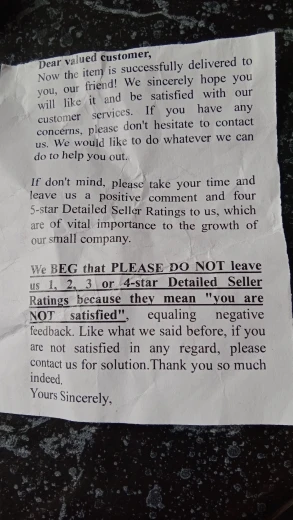 Dear valued customer,
Now the item is successfully delivered to
you, our friend! We sincerely hope you
will like it and be satisfied with our
customer services. If you have any
concerns, please don't hesitate to contact
us. We would like to do whatever we can
do to help you out.
If don't mind, please take your time and
leave us a positive comment and four
5-star Detailed Seller Ratings to us, which
are of vital importance to the growth of
our small company.
We BEG that PLEASE DO NOT leave
us 1, 2, 3 or 4-star Detailed Seller
Ratings because they mean "you are
NOT satisfied", equaling negative
feedback. Like what we said before, if you
are not satisfied in any regard, please
contact us for solution.Thank you so much
indeed.
Yours Sincerely,